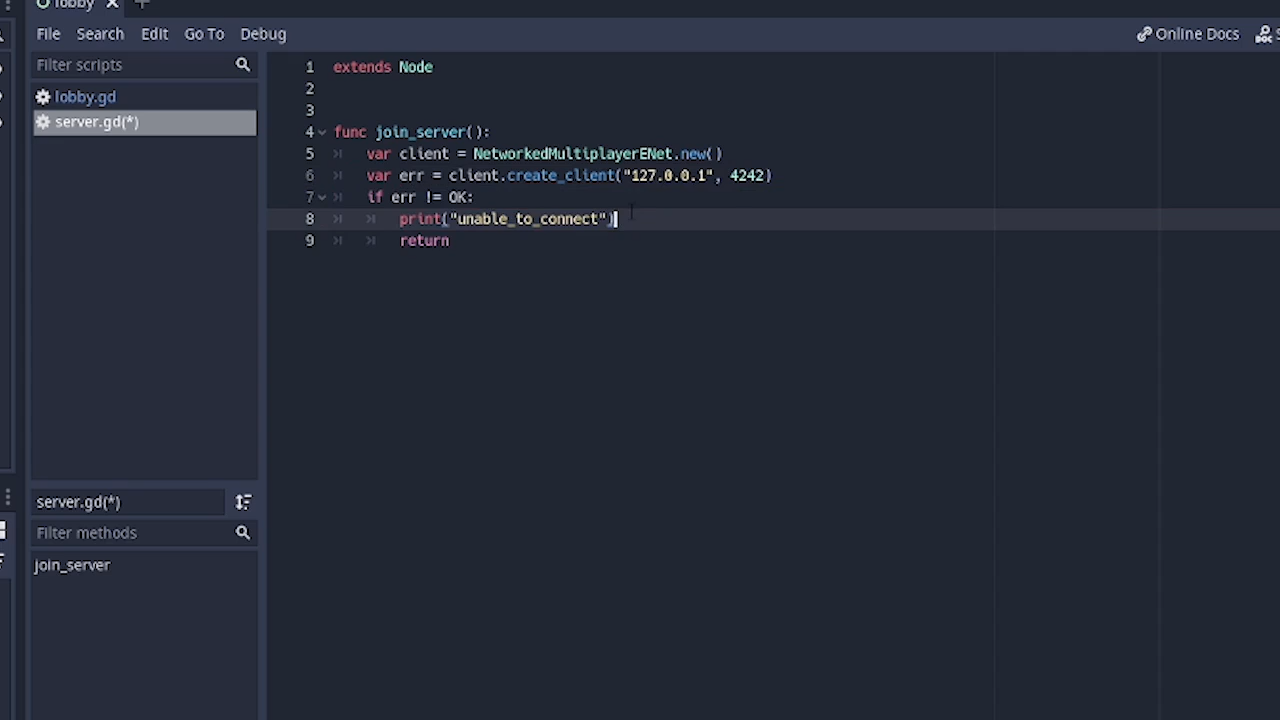 lobby
File Search Edit Go To Debug Online Docs
Filter scripts
lobby.gd
server.gd(*)
1 extends Node
2
3
4 func join_server():
5 var client = NetworkedMultiplayerENet.new()
6 var err = client.create_client("127.0.0.1", 4242)
7 if err != OK:
8 print("unable_to_connect")
9 return
server.gd(*)
Filter methods
join_server